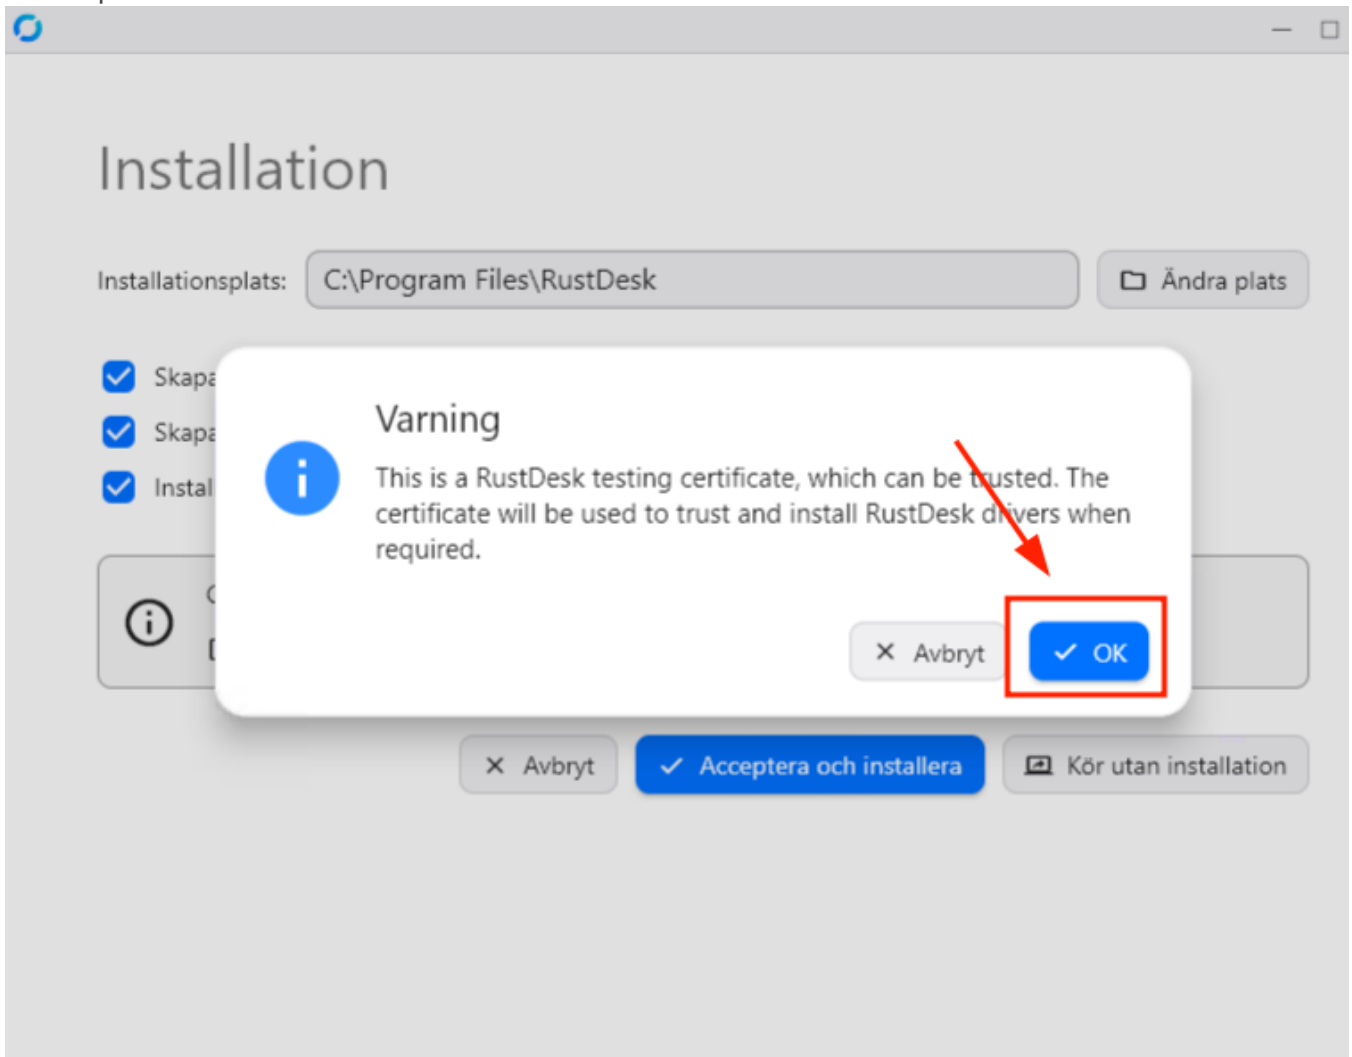 Installation
Installationsplats:
C:\Program Files\RustDesk
Ändra plats
Varning
This is a RustDesk testing certificate, which can be trusted. The
certificate will be used to trust and install RustDesk drivers when
required.
Avbryt
OK
Avbryt
Acceptera och installera
Kör utan installation